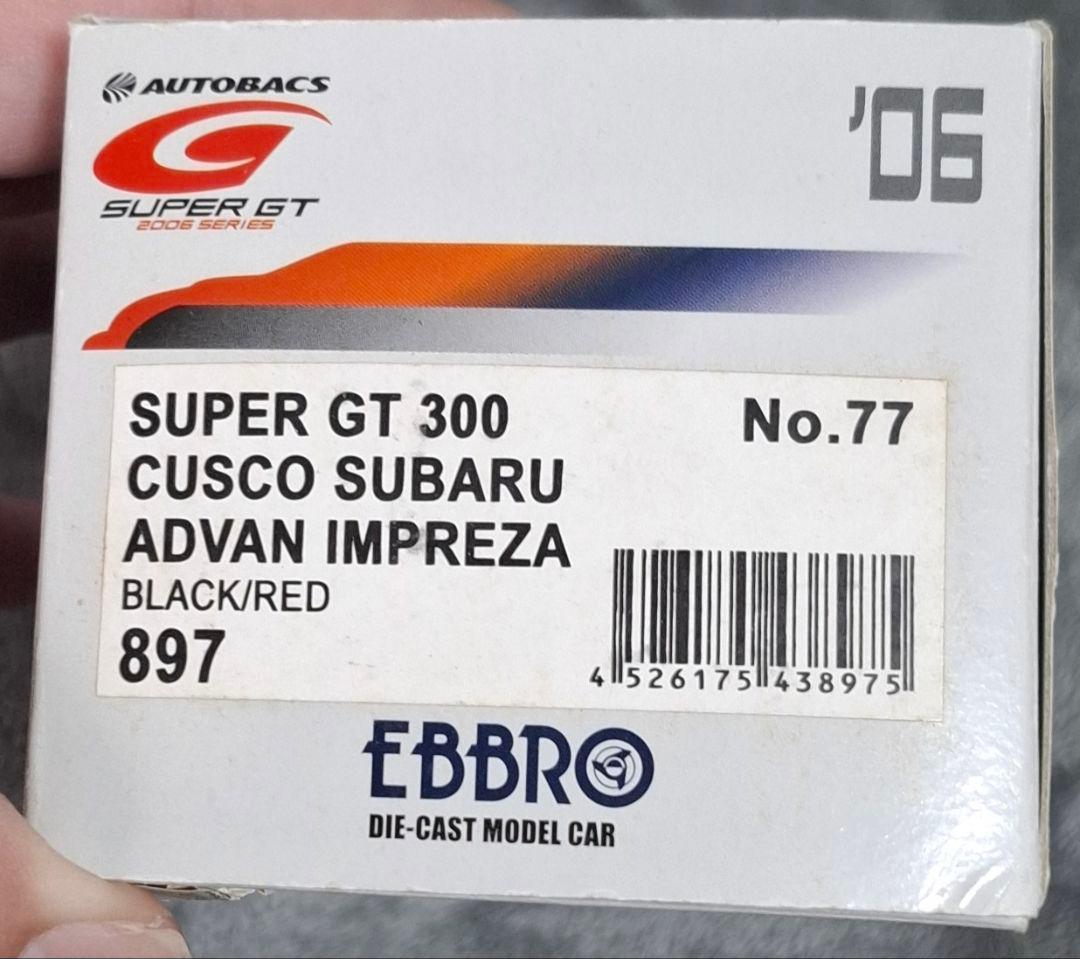 AUTOBACS
'06
SUPER GT
2006 SERIES
SUPER GT 300
No.77
CUSCO SUBARU
ADVAN IMPREZA
BLACK/RED
897
4 526175 438975
EBBRO
DIE-CAST MODEL CAR